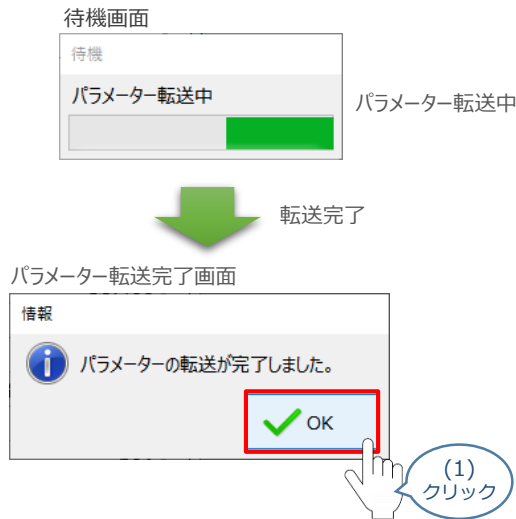 待機画面
待機
パラメーター転送中
パラメーター転送中
転送完了
パラメーター転送完了画面
情報
パラメーターの転送が完了しました。
OK
(1)
クリック